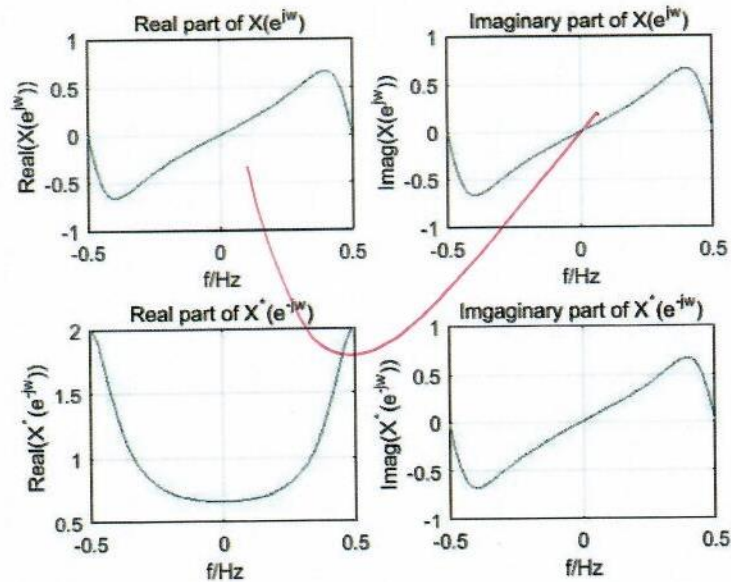 Real part of X(e^jw)
Imaginary part of X(e^jw)
Real(X(e^jw))
1
0.5
0
-0.5
-1
-0.5
0
0.5
f/Hz
Imag(X(e^jw))
1
0.5
0
-0.5
-1
-0.5
0
0.5
f/Hz
Real part of X*(e^-jw)
Imgaginary part of X*(e^-jw)
Real(X*(e^-jw))
2
1.5
1
0.5
-0.5
0
0.5
f/Hz
Imag(X*(e^-jw))
1
0.5
0
-0.5
-1
-0.5
0
0.5
f/Hz